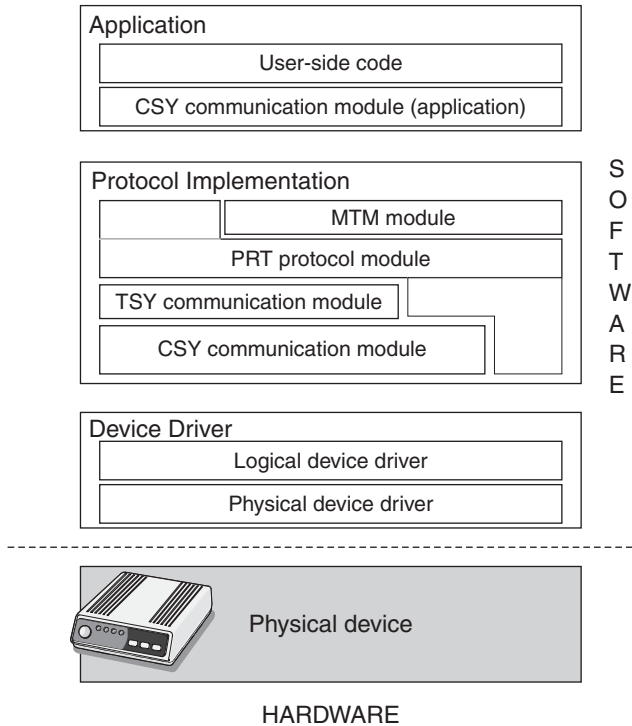 Application
User-side code
CSY communication module (application)
Protocol Implementation
MTM module
PRT protocol module
TSY communication module
CSY communication module
Device Driver
Logical device driver
Physical device driver
S
O
F
T
W
A
R
E
Physical device
HARDWARE